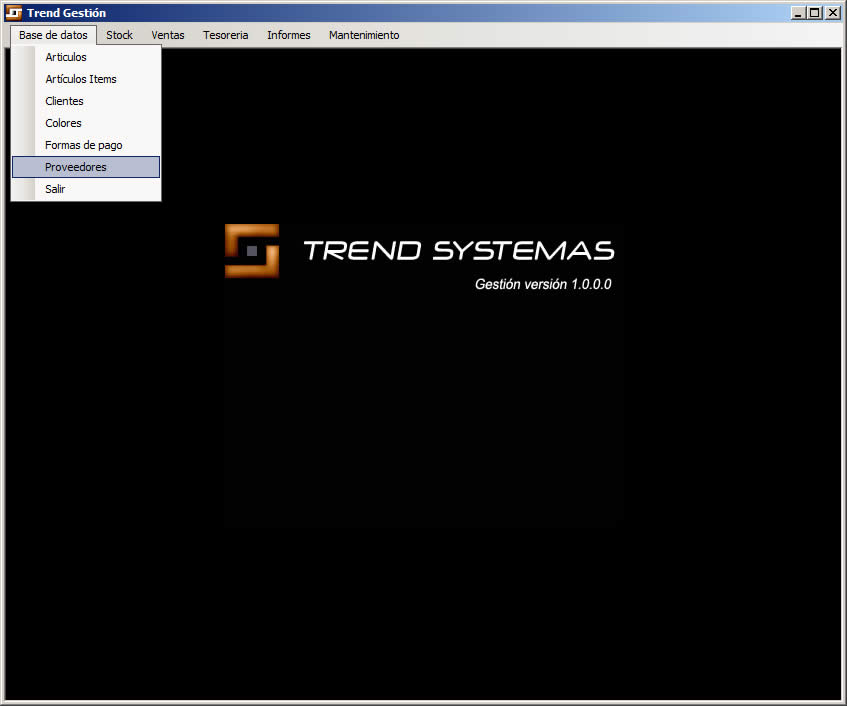 Trend Gestión
Base de datos Stock Ventas Tesoreria Informes Mantenimiento
Articulos
Artículos Items
Clientes
Colores
Formas de pago
Proveedores
Salir
TREND SYSTEMAS
Gestión versión 1.0.0.0